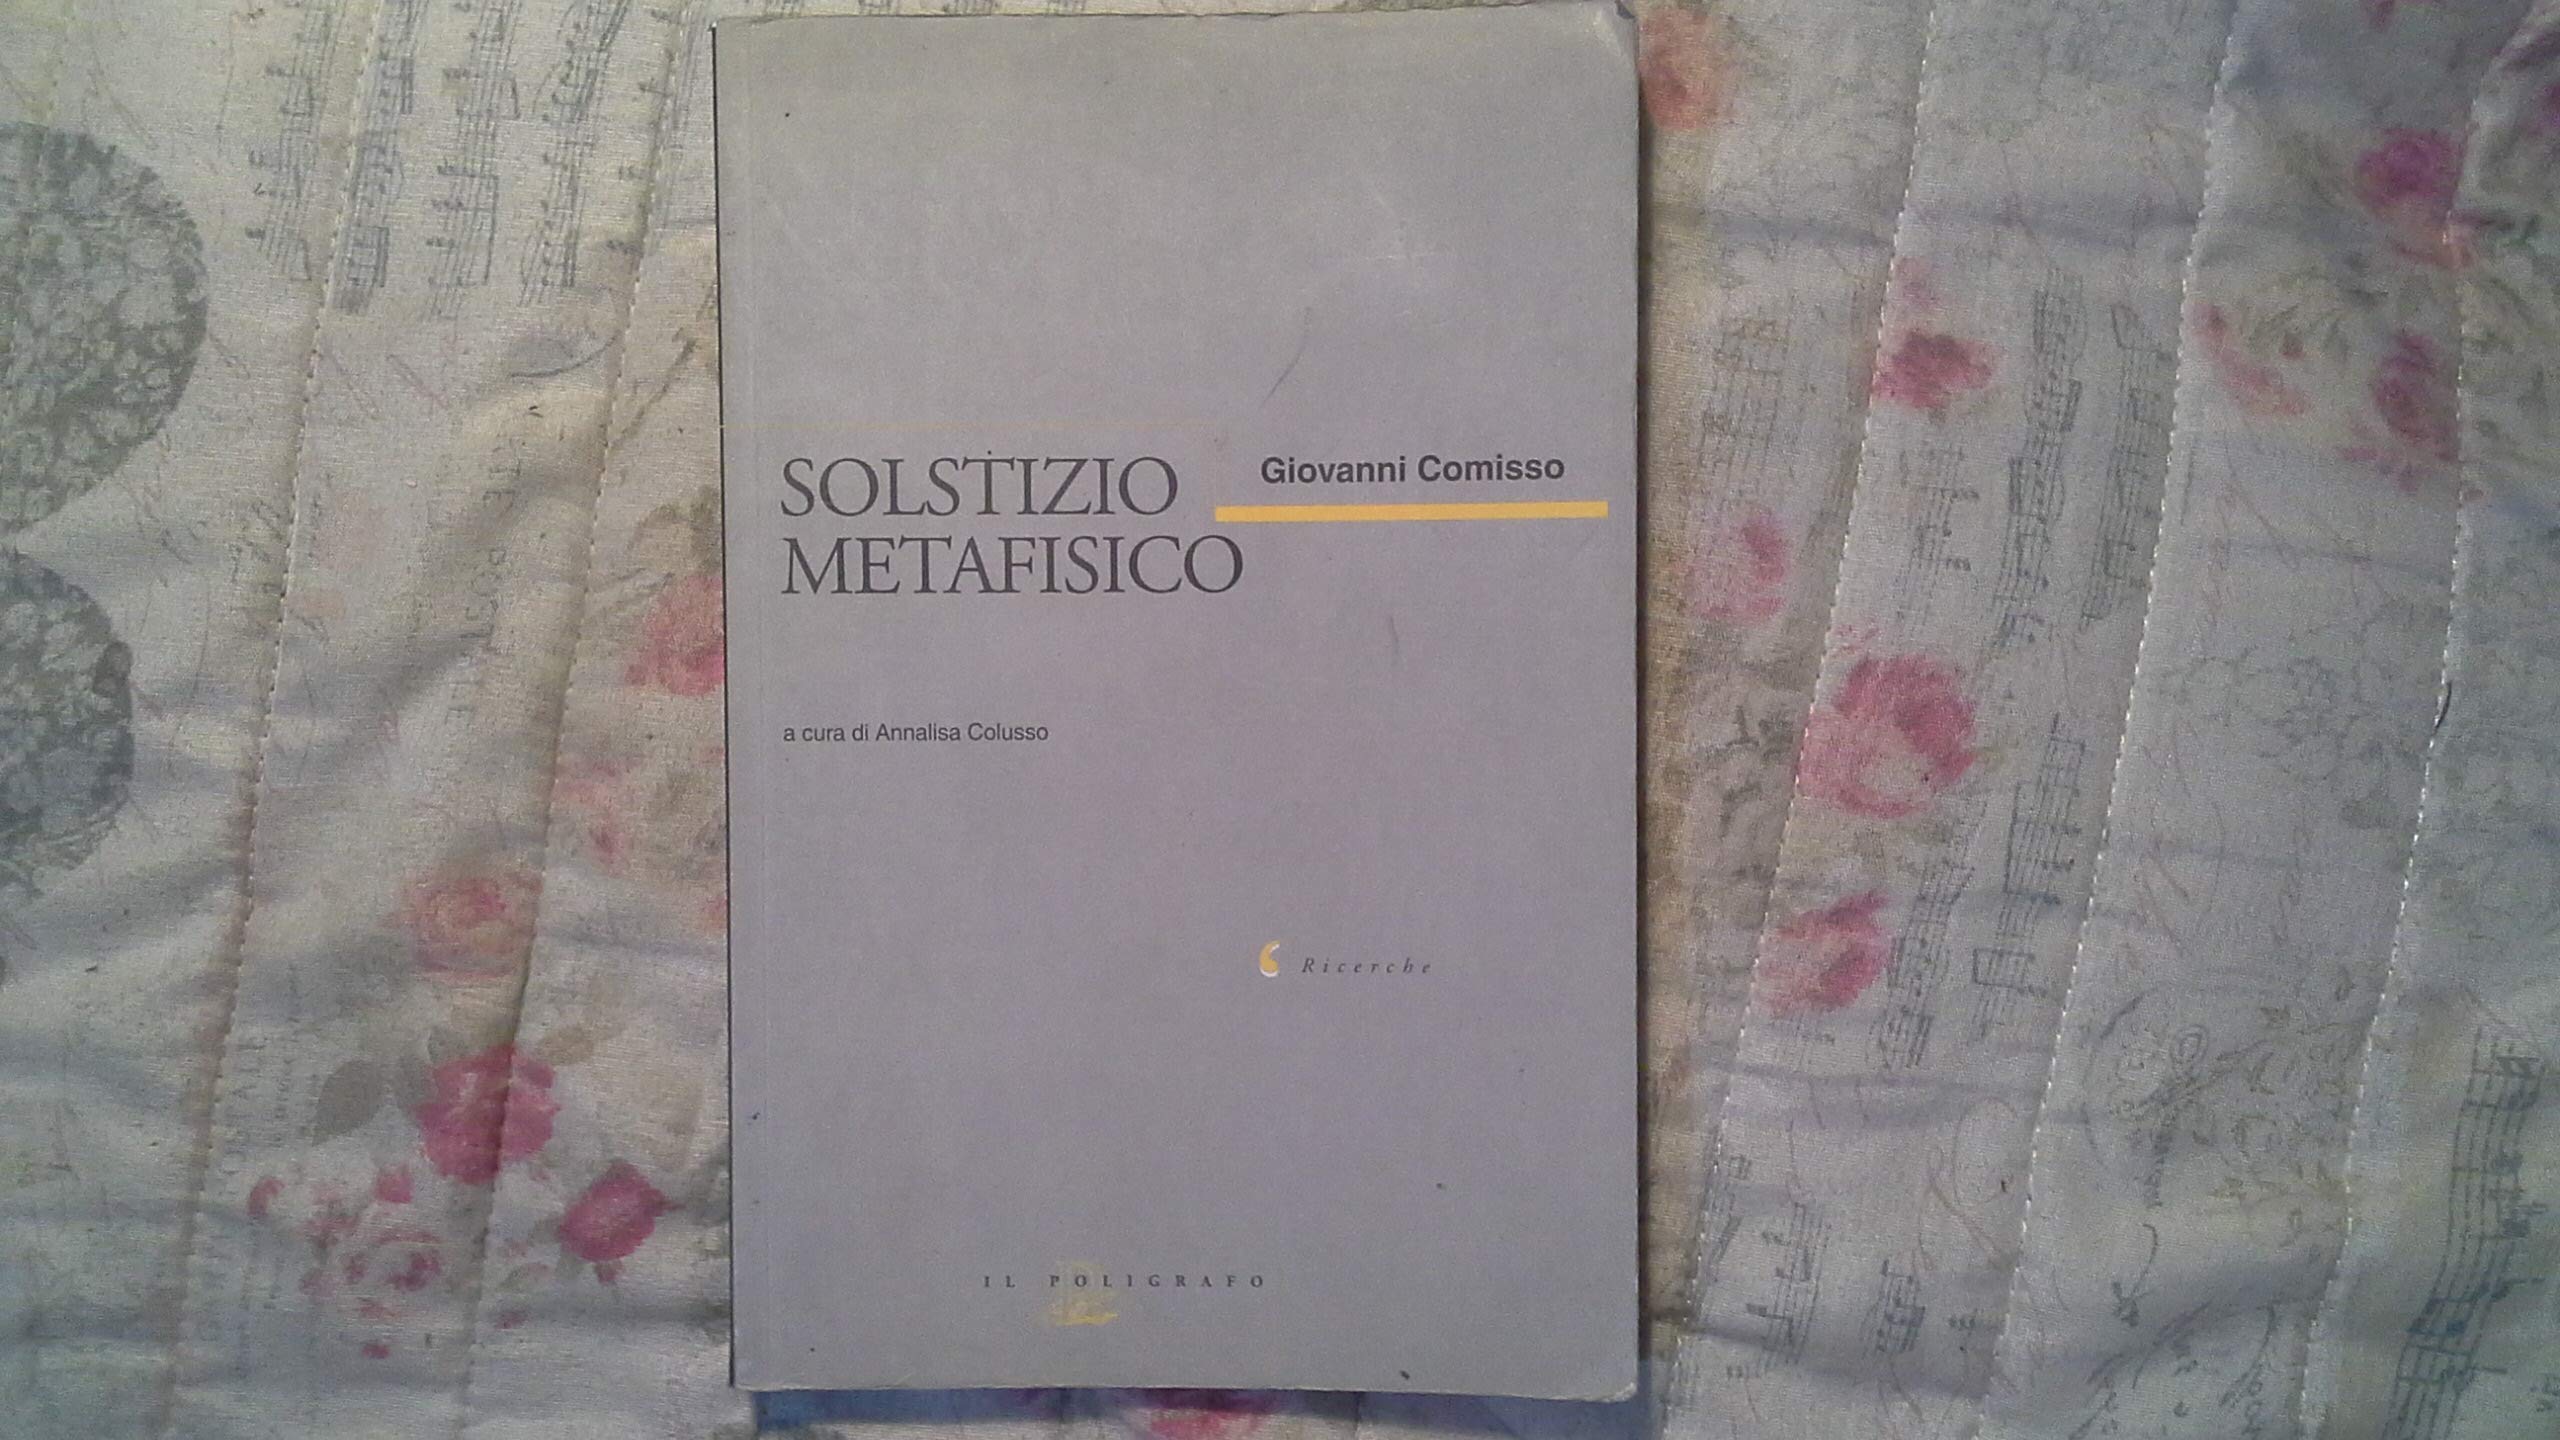 SOLSTIZIO
METAFISICO
Giovanni Comisso
a cura di Annalisa Colusso
Ricerche
IL POLIGRAFO